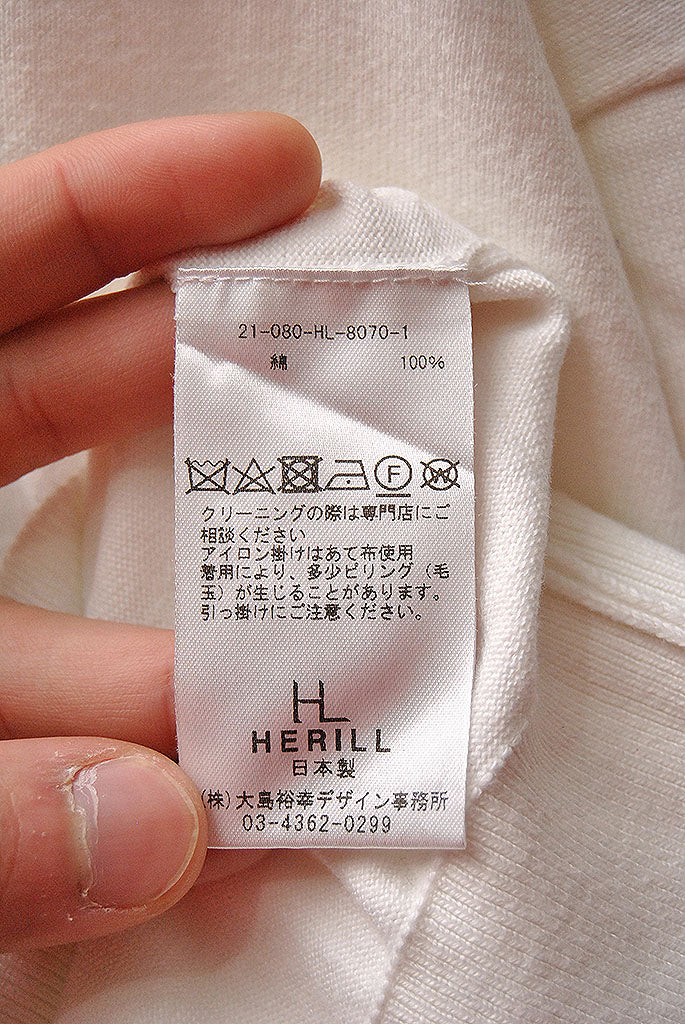 21-080-HL-8070-1
綿 100%
F W
クリーニングの際は専門店にご
相談ください
アイロン掛けはあて布使用
着用により、多少ピリング（毛
玉）が生じることがあります。
引っ掛けにご注意ください。
HL
HERILL
日本製
(株)大島裕幸デザイン事務所
03-4362-0299